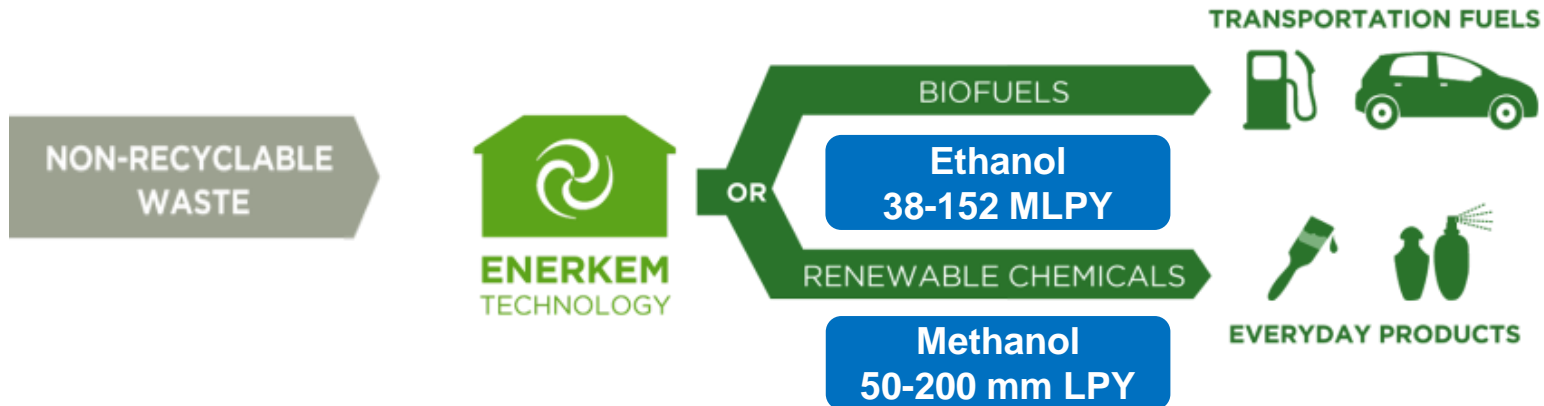 TRANSPORTATION FUELS
BIOFUELS
NON-RECYCLABLE
WASTE
OR
Ethanol
38-152 MLPY
ENERKEM
TECHNOLOGY
RENEWABLE CHEMICALS
Methanol
50-200 mm LPY
EVERYDAY PRODUCTS